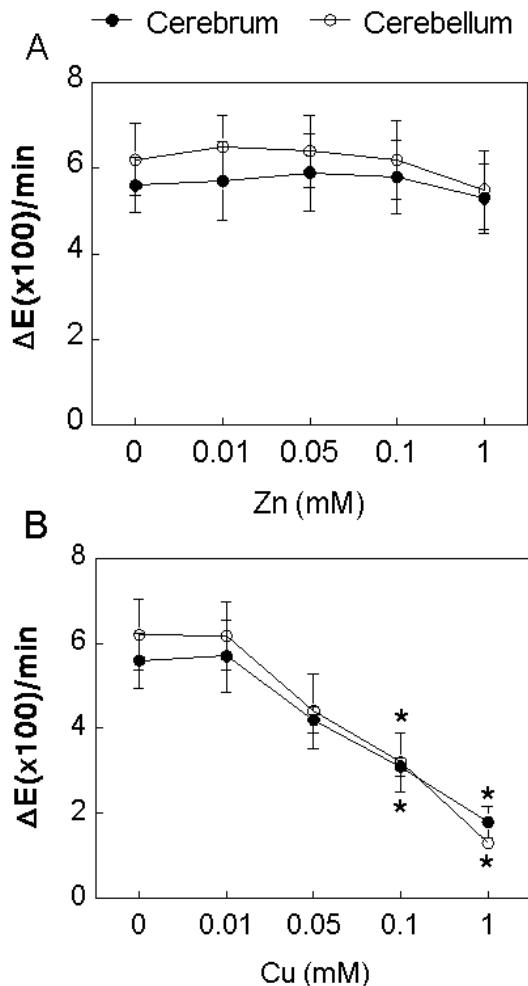 Cerebrum Cerebellum
A
ΔE(x100)/min
8
6
4
2
0
0 0.01 0.05 0.1 1
Zn (mM)
B
ΔE(x100)/min
8
6
4
2
0
*
*
*
*
0 0.01 0.05 0.1 1
Cu (mM)